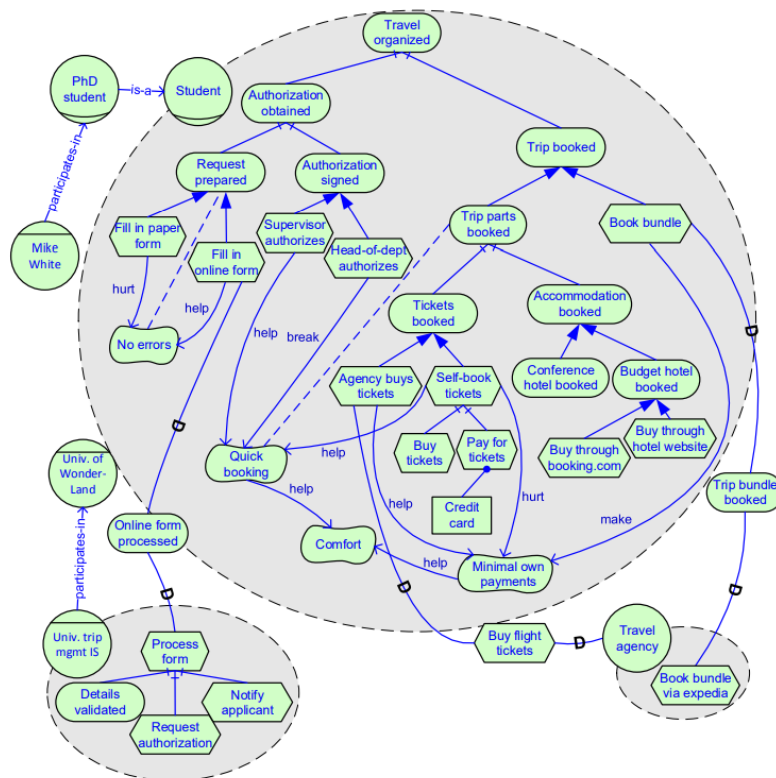 Travel
organized
PhD
student
is-a
Student
Authorization
obtained
participates-in
Trip booked
Request
prepared
Authorization
signed
Mike
White
Fill in paper
form
Fill in
online form
Supervisor
authorizes
Head-of-dept
authorizes
Trip parts
booked
Book bundle
hurt
help
No errors
help
break
Tickets
booked
Accommodation
booked
D
Conference
hotel booked
Budget hotel
booked
Agency buys
tickets
Self-book
tickets
D
Buy
tickets
Pay for
tickets
Buy through
booking.com
Buy through
hotel website
Univ. of
Wonder-
Land
Quick
booking
help
help
help
hurt
make
Credit
card
Trip bundle
booked
participates-in
Online form
processed
Comfort
help
Minimal own
payments
D
D
D
Univ. trip
mgmt IS
Process
form
Buy flight
tickets
D
Travel
agency
Details
validated
Notify
applicant
Request
authorization
Book bundle
via expedia